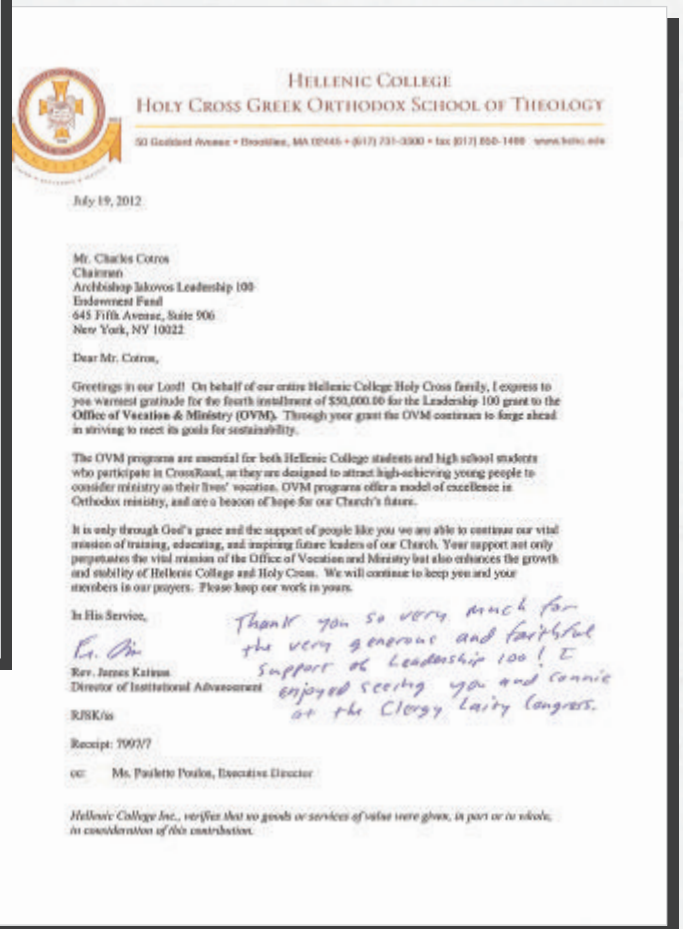 HELLENIC COLLEGE
HOLY CROSS GREEK ORTHODOX SCHOOL OF THEOLOGY
50 Goddard Avenue • Brookline, MA 02445 • (617) 731-3500 • fax (617) 850-1460 www.hchc.edu
July 19, 2012
Mr. Charles Cotros
Chairman
Archbishop Iakovos Leadership 100
Endowment Fund
645 Fifth Avenue, Suite 906
New York, NY 10022
Dear Mr. Cotros,
Greetings in our Lord! On behalf of our entire Hellenic College Holy Cross family, I express to
you warmest gratitude for the fourth installment of $50,000.00 for the Leadership 100 grant to the
Office of Vocation & Ministry (OVM). Through your grant the OVM continues to forge ahead
in striving to meet its goals for sustainability.
The OVM programs are essential for both Hellenic College students and high school students
who participate in CrossRoad, as they are designed to attract high-achieving young people to
consider ministry as their lives' vocation. OVM programs offer a model of excellence in
Orthodox ministry, and are a beacon of hope for our Church's future.
It is only through God's grace and the support of people like you we are able to continue our vital
mission of training, educating, and inspiring future leaders of our Church. Your support not only
perpetuates the vital mission of the Office of Vocation and Ministry but also enhances the growth
and stability of Hellenic College and Holy Cross. We will continue to keep you and your
members in our prayers. Please keep our work in yours.
In His Service,
Thank you so very much for
the very generous and faithful
support of Leadership 100! I
enjoyed seeing you and Connie
at the Clergy Laity Congress.
Fr. Jim
Rev. James Katinas
Director of Institutional Advancement
RJSK/
Receipt: 7997/7
cc: Ms. Paulette Poulos, Executive Director
Hellenic College Inc., verifies that no goods or services of value were given, in part or in whole,
in consideration of this contribution.